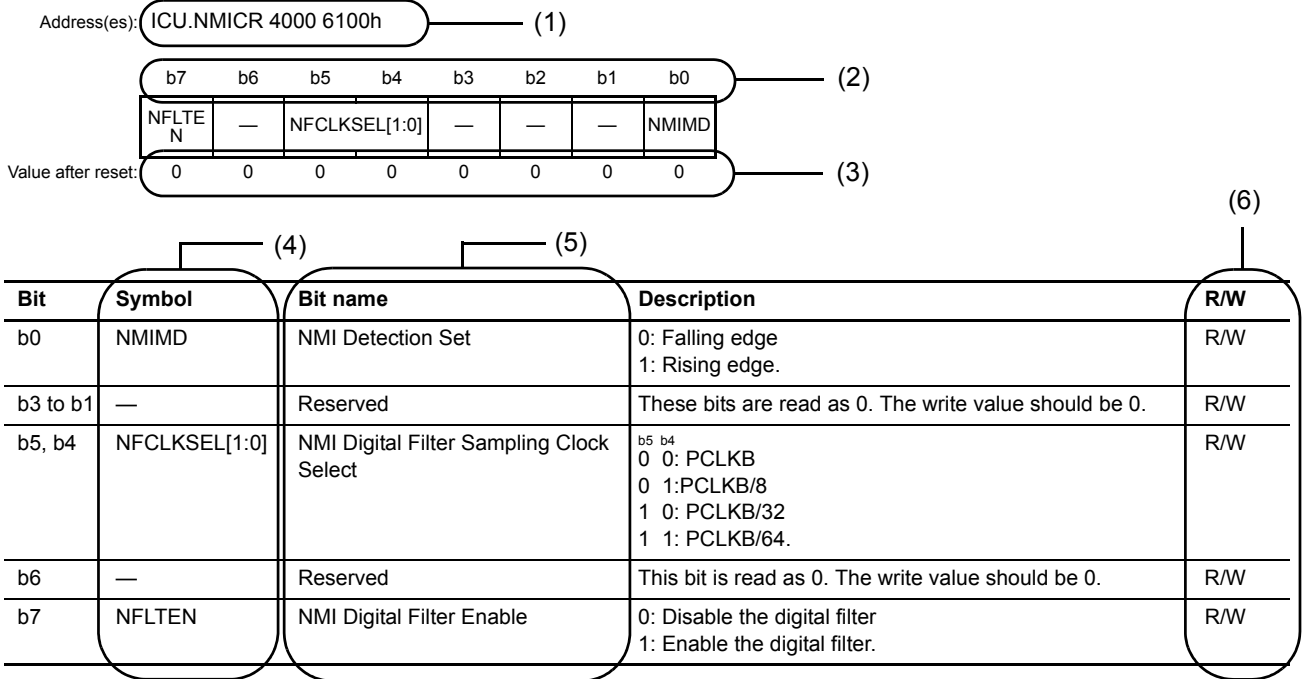 Address(es): ICU.NMICR 4000 6100h (1)
b7 b6 b5 b4 b3 b2 b1 b0 (2)
NFLTE
N — NFCLKSEL[1:0] — — — NMIMD
Value after reset: 0 0 0 0 0 0 0 0 (3)
(6)
(4) (5)
Bit Symbol Bit name Description R/W
b0 NMIMD NMI Detection Set 0: Falling edge R/W
1: Rising edge.
b3 to b1 — Reserved These bits are read as 0. The write value should be 0. R/W
b5, b4 NFCLKSEL[1:0] NMI Digital Filter Sampling Clock b5 b4 R/W
Select 0 0: PCLKB
0 1:PCLKB/8
1 0: PCLKB/32
1 1: PCLKB/64.
b6 — Reserved This bit is read as 0. The write value should be 0. R/W
b7 NFLTEN NMI Digital Filter Enable 0: Disable the digital filter R/W
1: Enable the digital filter.